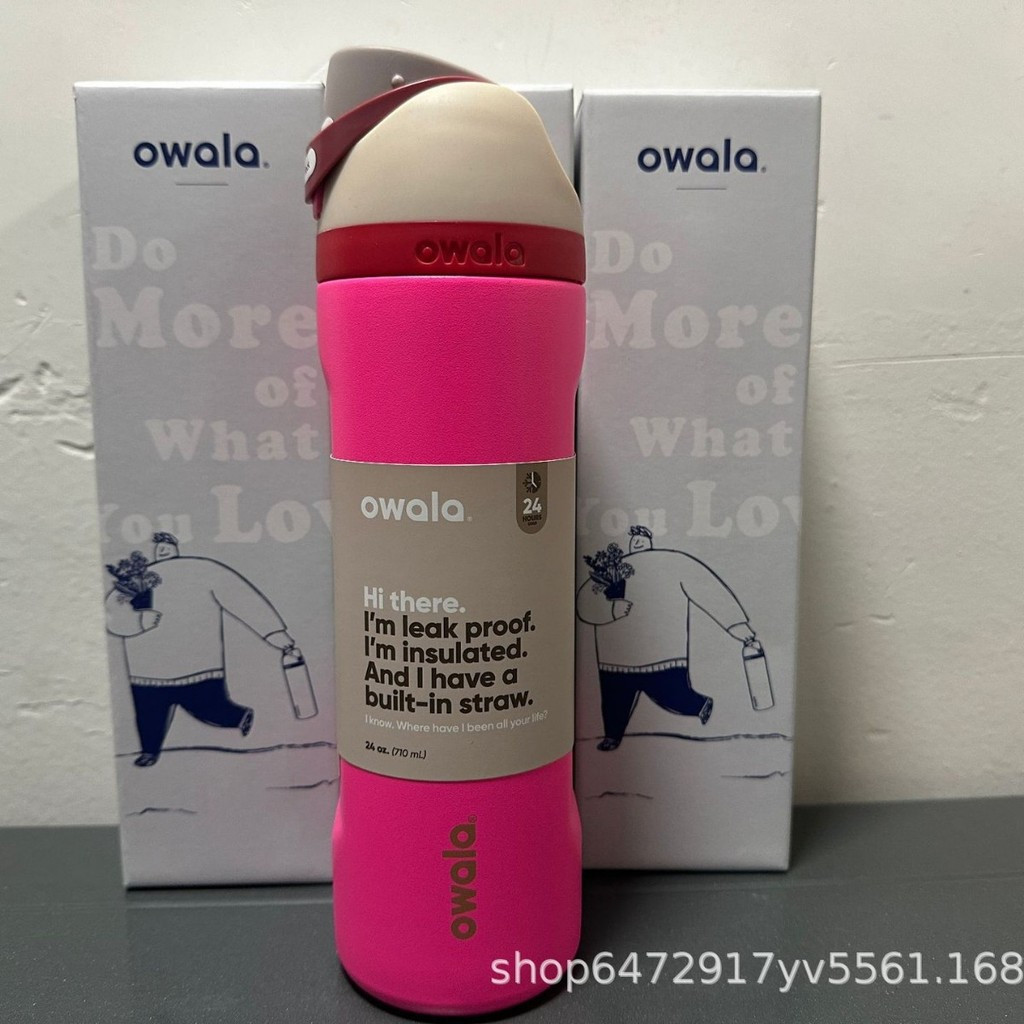 owala®
Do
More
of
What
You Lov
owala®
Do
More
of
What
You Lov
owala
owala®
24
HOURS
Hi there.
I'm leak proof.
I'm insulated.
And I have a
built-in straw.
I know. Where have I been all your life?
24 oz. (710 mL)
owala®
shop6472917yv5561.168